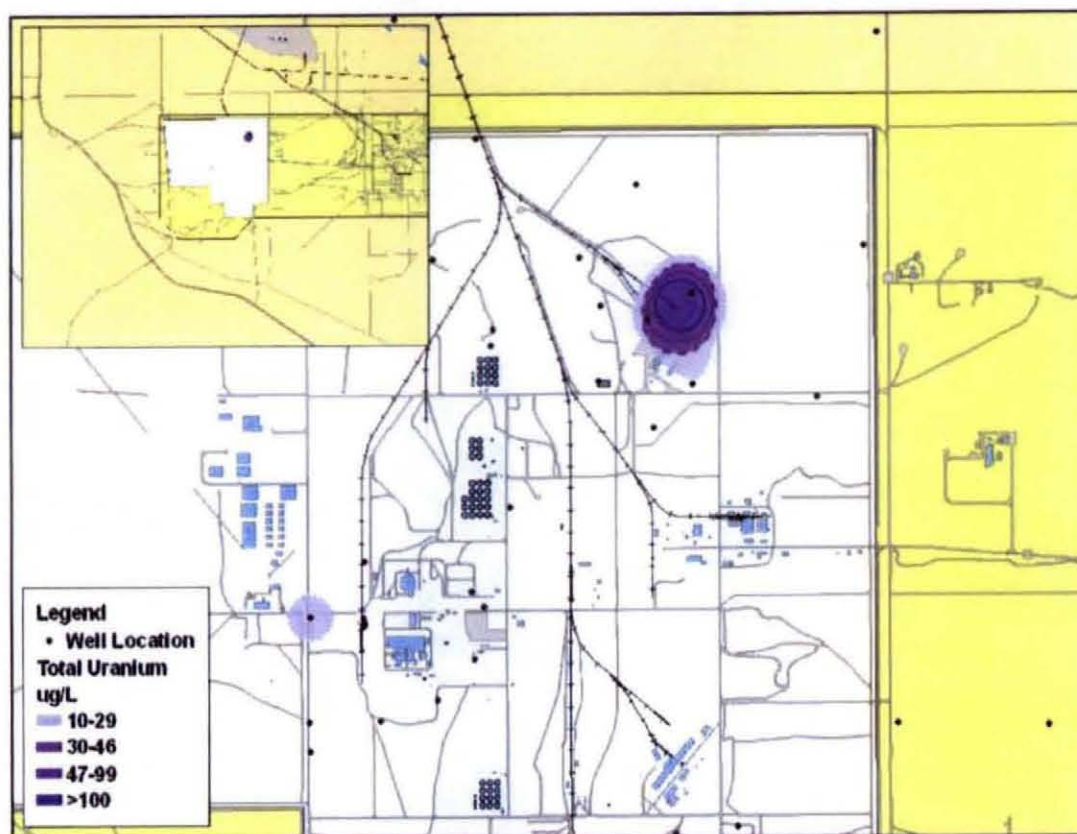 Legend
• Well Location
Total Uranium
ug/L
10-29
30-46
47-99
>100